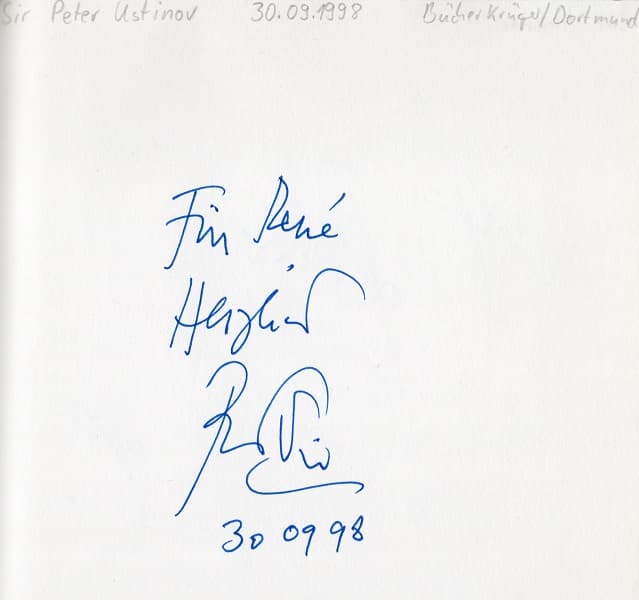 Sir Peter Ustinov 30.09.1998 Bücher Krüger/Dortmund
Für René
Herzlich
30 09 98